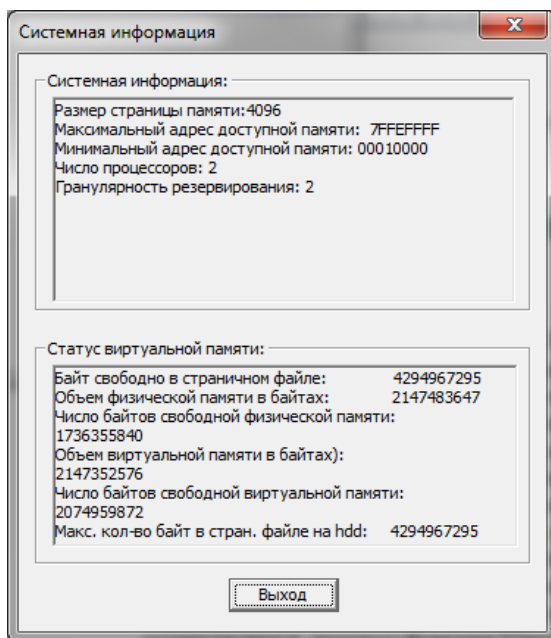 Системная информация
Системная информация:
Размер страницы памяти:4096
Максимальный адрес доступной памяти: 7FFEFFFF
Минимальный адрес доступной памяти: 00010000
Число процессоров: 2
Гранулярность резервирования: 2
Статус виртуальной памяти:
Байт свободно в страничном файле: 4294967295
Объем физической памяти в байтах: 2147483647
Число байтов свободной физической памяти:
1736355840
Объем виртуальной памяти в байтах):
2147352576
Число байтов свободной виртуальной памяти:
2074959872
Макс. кол-во байт в стран. файле на hdd: 4294967295
Выход